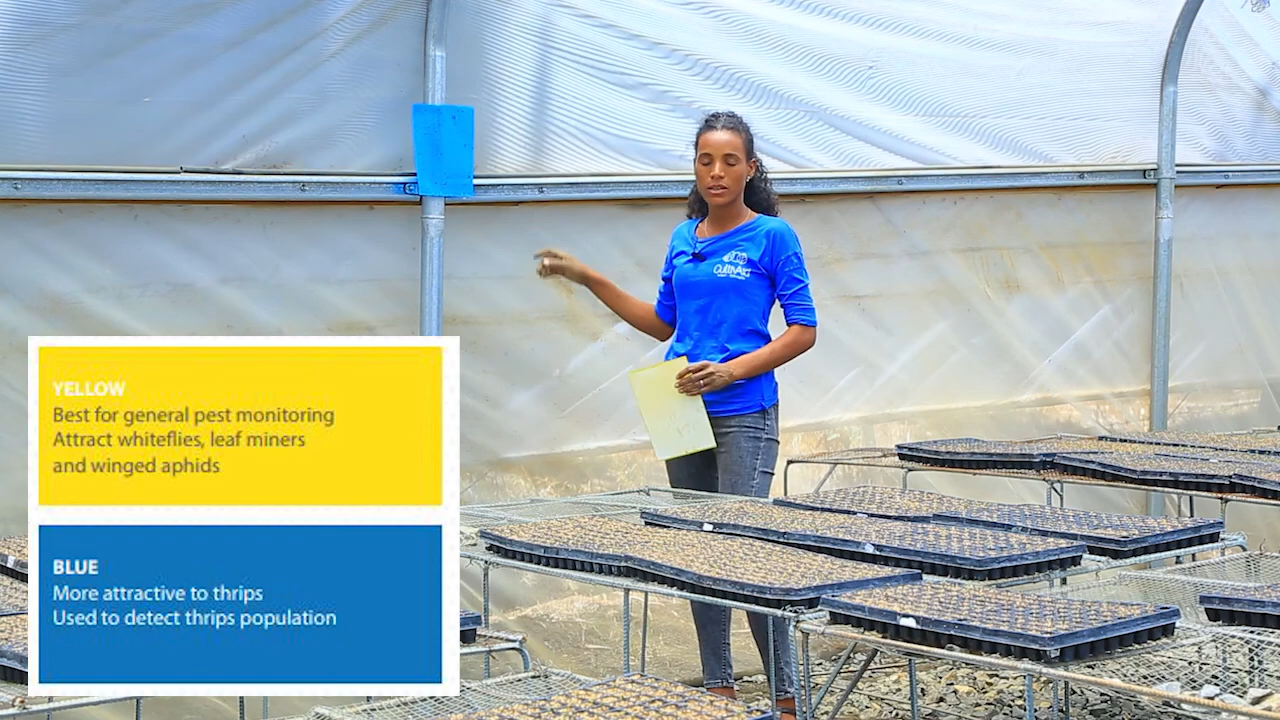 CultivAid
YELLOW
Best for general pest monitoring
Attract whiteflies, leaf miners
and winged aphids
BLUE
More attractive to thrips
Used to detect thrips population